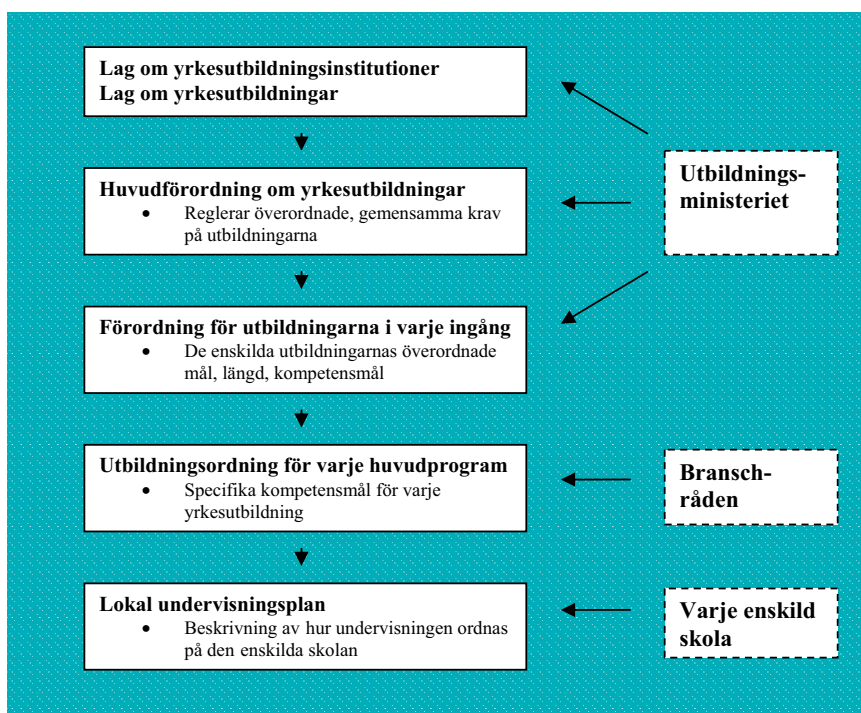 Lag om yrkesutbildningsinstitutioner
Lag om yrkesutbildningar
Huvudförordning om yrkesutbildningar
• Reglerar överordnade, gemensamma krav
på utbildningarna
Utbildnings-
ministeriet
Förordning för utbildningarna i varje ingång
• De enskilda utbildningarnas överordnade
mål, längd, kompetensmål
Utbildningsordning för varje huvudprogram
• Specifika kompetensmål för varje
yrkesutbildning
Bransch-
råden
Lokal undervisningsplan
• Beskrivning av hur undervisningen ordnas
på den enskilda skolan
Varje enskild
skola